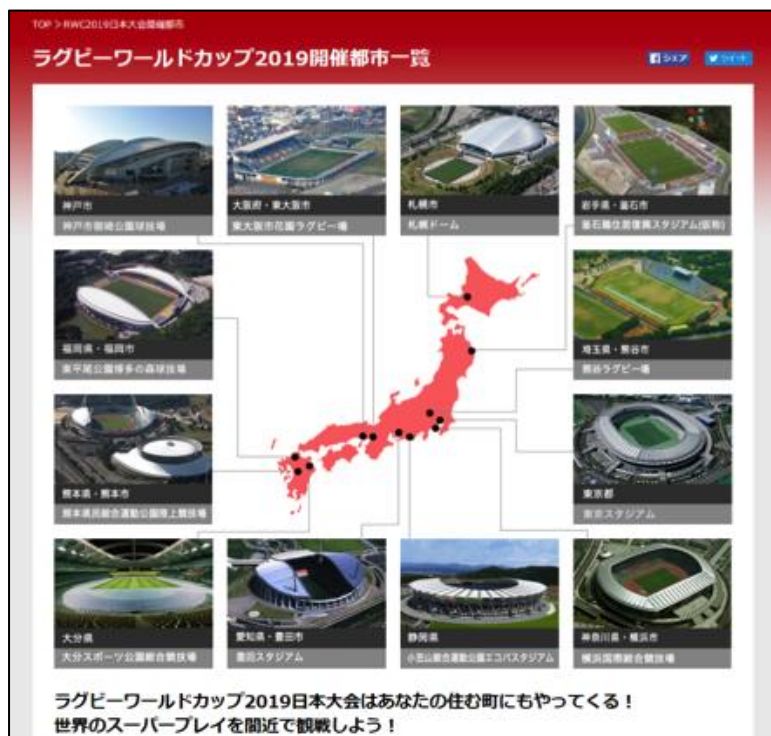 TOP > RWC2019日本大会開催都市
ラグビーワールドカップ2019開催都市一覧
シェア
ツイート
神戸市
神戸市御崎公園球技場
大阪府・東大阪市
東大阪市花園ラグビー場
札幌市
札幌ドーム
岩手県・釜石市
釜石鵜住居復興スタジアム(仮称)
福岡県・福岡市
東平尾公園博多の森球技場
埼玉県・熊谷市
熊谷ラグビー場
熊本県・熊本市
熊本県民総合運動公園陸上競技場
東京都
東京スタジアム
大分県
大分スポーツ公園総合競技場
愛知県・豊田市
豊田スタジアム
静岡県
小笠山総合運動公園エコパスタジアム
神奈川県・横浜市
横浜国際総合競技場
ラグビーワールドカップ2019日本大会はあなたの住む町にもやってくる！
世界のスーパープレイを間近で観戦しよう！